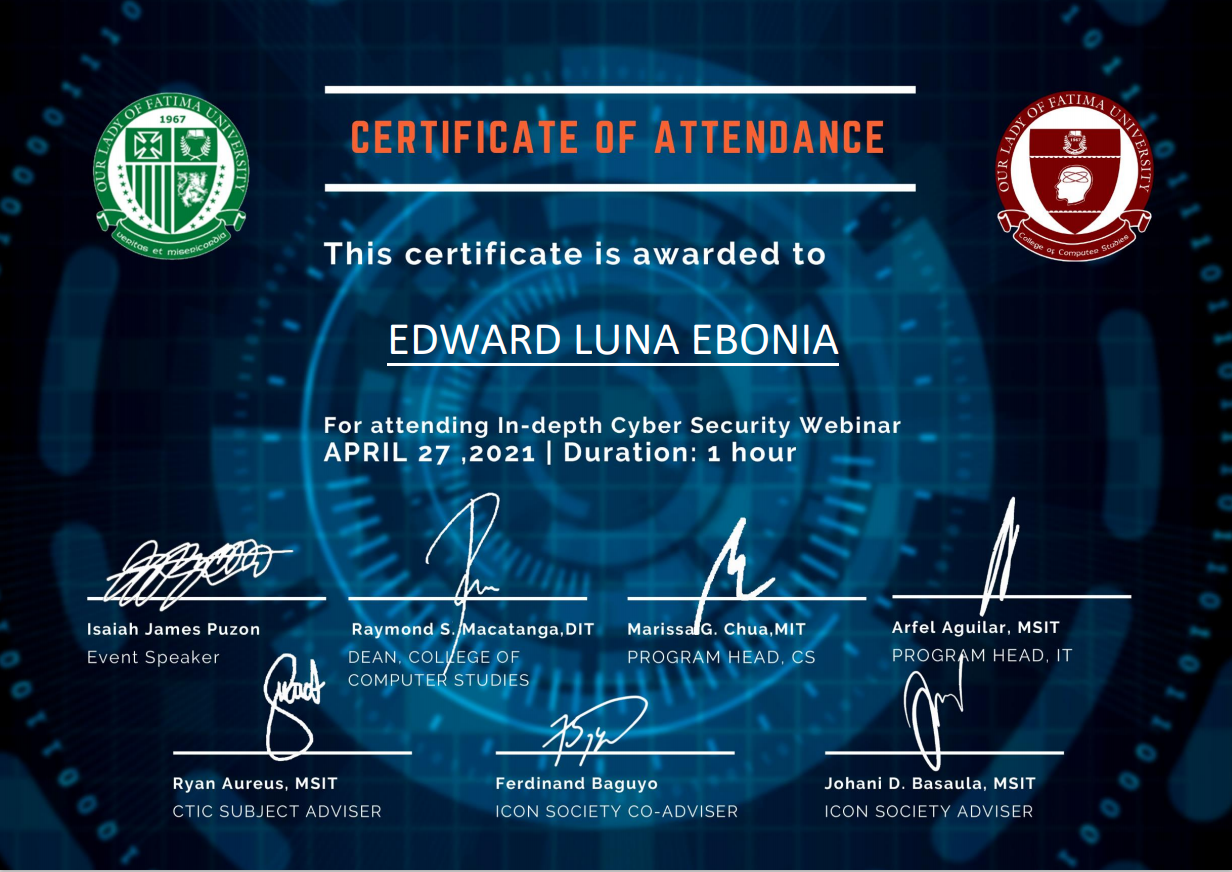 OUR LADY OF FATIMA UNIVERSITY
1967
Veritas et misericordia
CERTIFICATE OF ATTENDANCE
OUR LADY OF FATIMA UNIVERSITY
1967
College of Computer Studies
This certificate is awarded to
EDWARD LUNA EBONIA
For attending In-depth Cyber Security Webinar
APRIL 27 ,2021 | Duration: 1 hour
Isaiah James Puzon
Event Speaker
Raymond S. Macatanga,DIT
DEAN, COLLEGE OF
COMPUTER STUDIES
Marissa G. Chua,MIT
PROGRAM HEAD, CS
Arfel Aguilar, MSIT
PROGRAM HEAD, IT
Ryan Aureus, MSIT
CTIC SUBJECT ADVISER
Ferdinand Baguyo
ICON SOCIETY CO-ADVISER
Johani D. Basaula, MSIT
ICON SOCIETY ADVISER